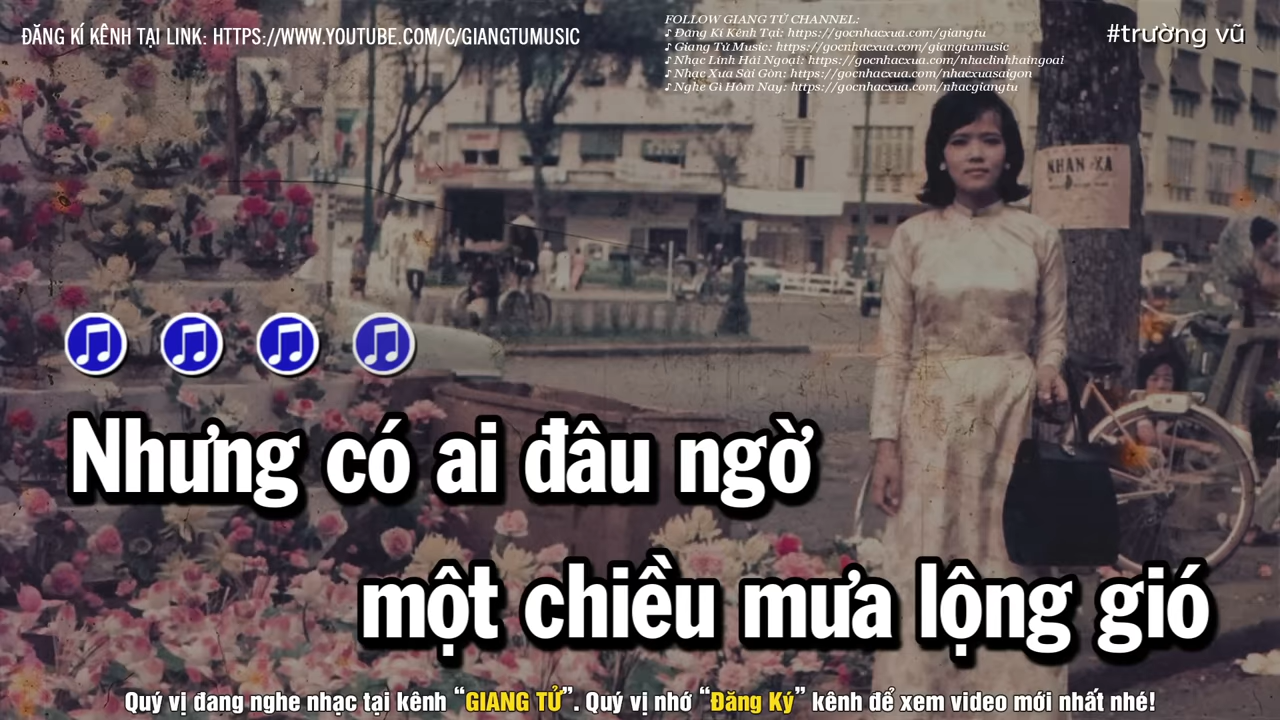 ĐĂNG KÍ KÊNH TẠI LINK: HTTPS://WWW.YOUTUBE.COM/C/GIANGTUMUSIC
FOLLOW GIANG TỬ CHANNEL:
♪ Đăng Kí Kênh Tại: https://gocnhacxua.com/giangtu
♪ Giang Tử Music: https://gocnhacxua.com/giangtumusic
♪ Nhạc Lính Hải Ngoại: https://gocnhacxua.com/nhaclinhhaingoai
♪ Nhạc Xưa Sài Gòn: https://gocnhacxua.com/nhacxuasaigon
♪ Nghe Gì Hôm Nay: https://gocnhacxua.com/nhacgiangtu
#trường vũ
NHAN
Nhưng có ai đâu ngờ
một chiều mưa lộng gió
Quý vị đang nghe nhạc tại kênh “GIANG TỬ”. Quý vị nhớ “Đăng Ký” kênh để xem video mới nhất nhé!